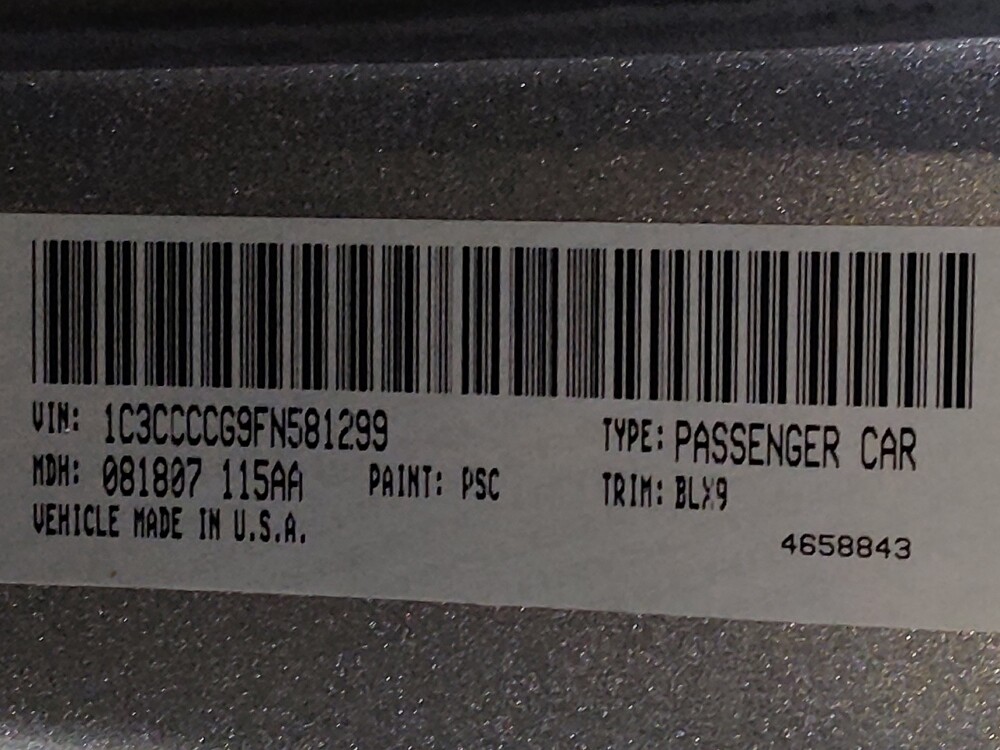 VIN: 1C3CCCCG9FN581299 TYPE: PASSENGER CAR
MDH: 081807 115AA PAINT: PSC TRIM: BLX9
VEHICLE MADE IN U.S.A.
4658843